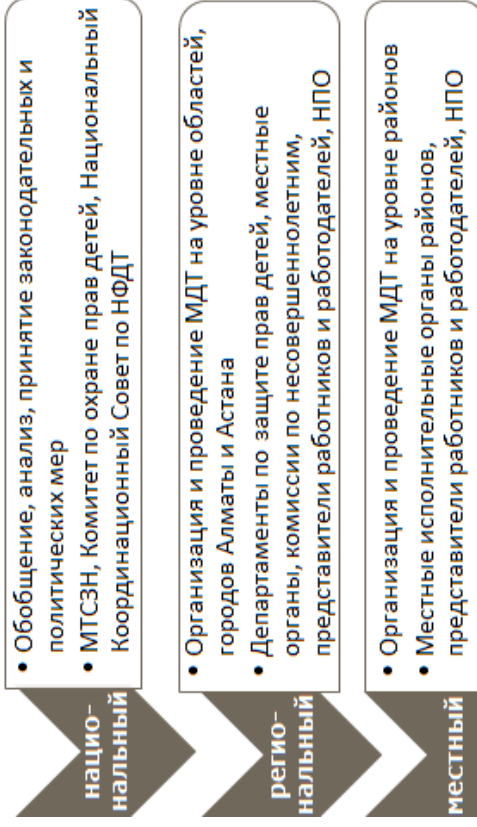 нацио-
нальный
• Обобщение, анализ, принятие законодательных и
политических мер
• МТСЗН, Комитет по охране прав детей, Национальный
Координационный Совет по НФДТ
регио-
нальный
• Организация и проведение МДТ на уровне областей,
городов Алматы и Астана
• Департаменты по защите прав детей, местные
органы, комиссии по несовершеннолетним,
представители работников и работодателей, НПО
местный
• Организация и проведение МДТ на уровне районов
• Местные исполнительные органы районов,
представители работников и работодателей, НПО